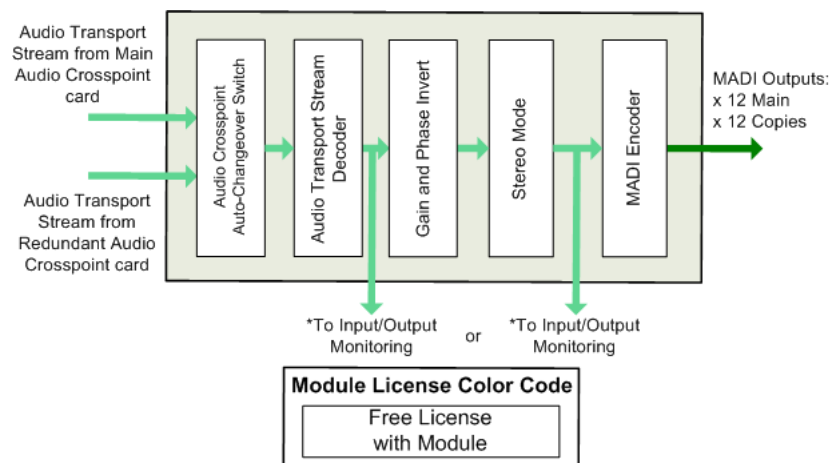 Audio Transport
Stream from Main
Audio Crosspoint
card
Audio Transport
Stream from
Redundant Audio
Crosspoint card
Audio Crosspoint
Auto-Changeover Switch
Audio Transport Stream
Decoder
Gain and Phase Invert
Stereo Mode
MADI Encoder
MADI Outputs:
x 12 Main
x 12 Copies
*To Input/Output
Monitoring
or
*To Input/Output
Monitoring
Module License Color Code
Free License
with Module